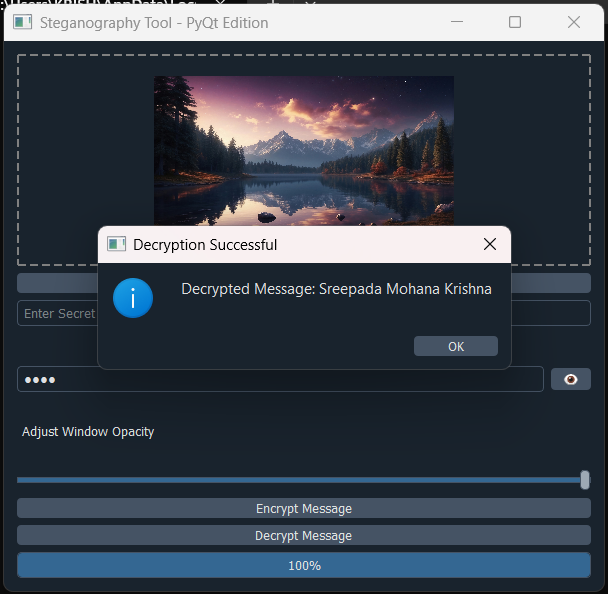 Steganography Tool - PyQt Edition
Decryption Successful
Decrypted Message: Sreepada Mohana Krishna
OK
Enter Secret
Adjust Window Opacity
Encrypt Message
Decrypt Message
100%